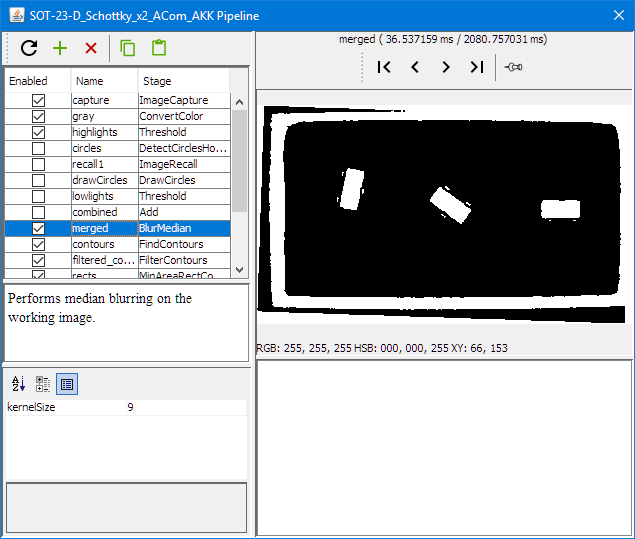 SOT-23-D_Schottky_x2_ACom_AKK Pipeline
merged ( 36.537159 ms / 2080.757031 ms)
Enabled Name Stage
capture ImageCapture
gray ConvertColor
highlights Threshold
circles DetectCirclesHo...
recall1 ImageRecall
drawCircles DrawCircles
lowlights Threshold
combined Add
merged BlurMedian
contours FindContours
filtered_co... FilterContours
rects MinAreaRectCo...
Performs median blurring on the
working image.
RGB: 255, 255, 255 HSB: 000, 000, 255 XY: 66, 153
kernelSize 9